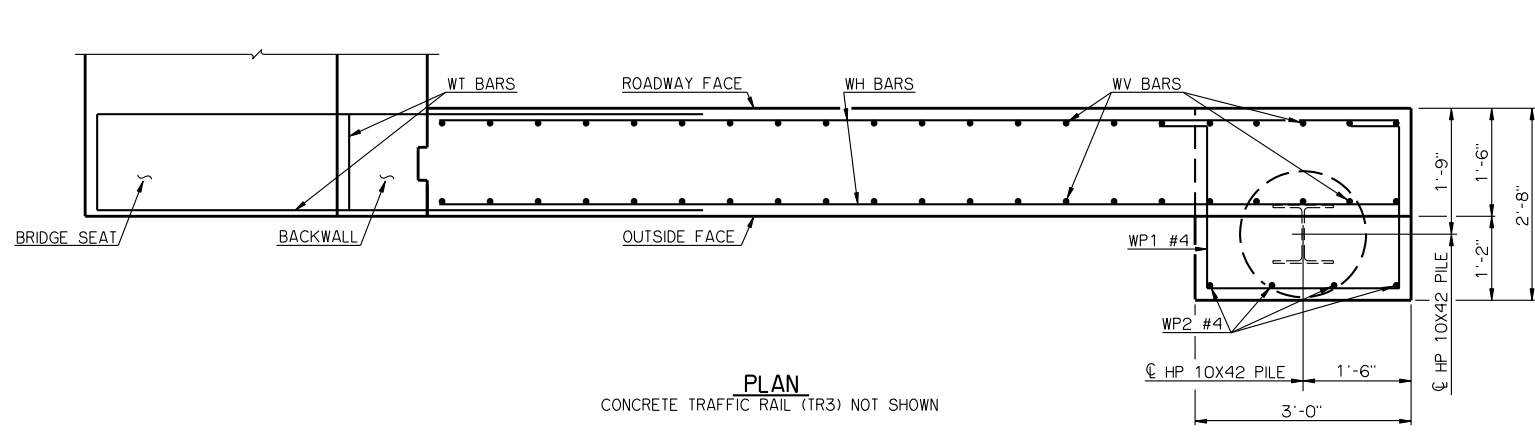 WT BARS
ROADWAY FACE
WH BARS
WV BARS
BRIDGE SEAT
BACKWALL
OUTSIDE FACE
WP1 #4
WP2 #4
1'-9"
1'-6"
2'-8"
1'-2"
℄ HP 10X42 PILE
℄ HP 10X42 PILE
1'-6"
3'-0"
PLAN
CONCRETE TRAFFIC RAIL (TR3) NOT SHOWN